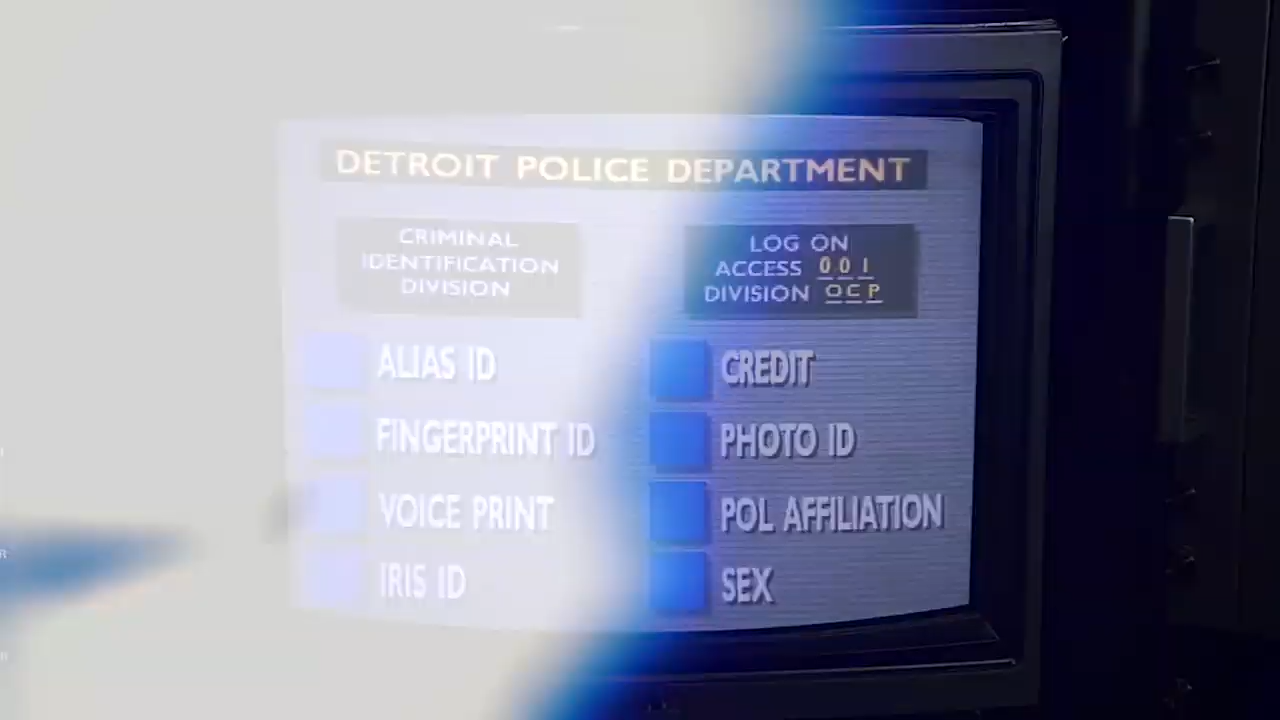 DETROIT POLICE DEPARTMENT
CRIMINAL
IDENTIFICATION
DIVISION
LOG ON
ACCESS 001
DIVISION OCP
ALIAS ID
FINGERPRINT ID
VOICE PRINT
IRIS ID
CREDIT
PHOTO ID
POL AFFILIATION
SEX
R